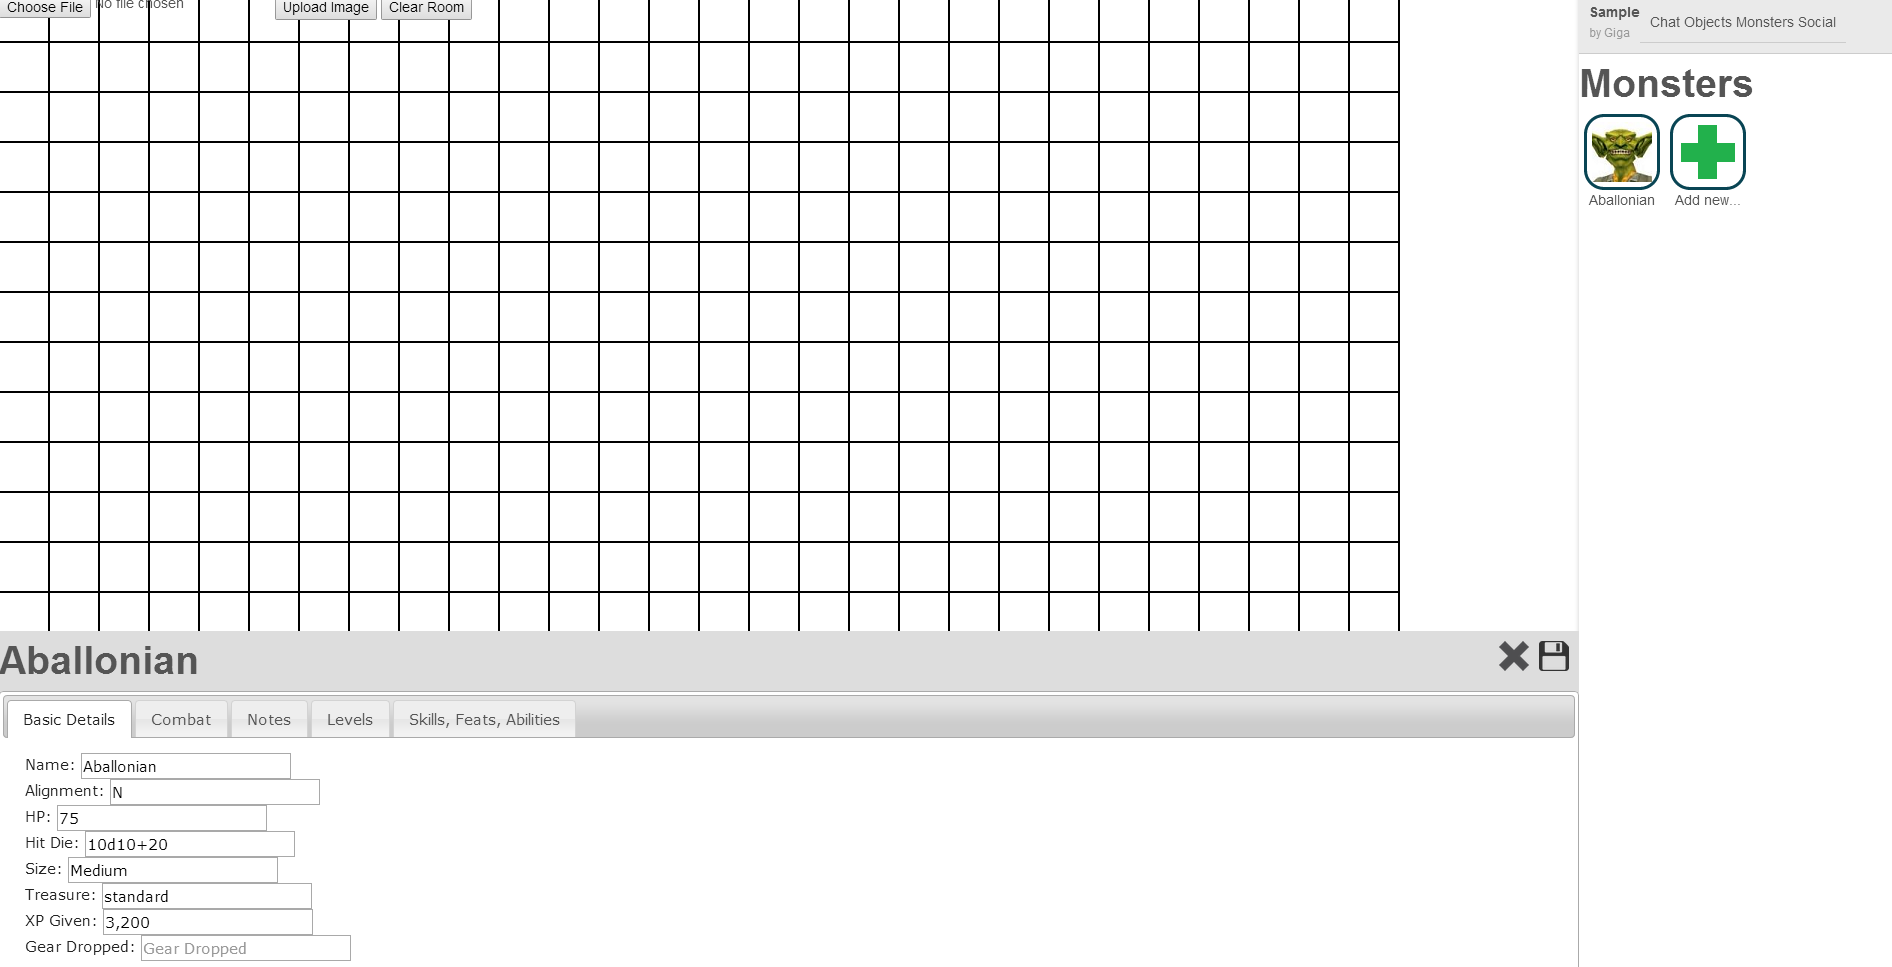 Choose File No file chosen Upload Image Clear Room
Sample
by Giga
Chat Objects Monsters Social
Monsters
Aballonian Add new...
Aballonian
Basic Details Combat Notes Levels Skills, Feats, Abilities
Name: Aballonian
Alignment: N
HP: 75
Hit Die: 10d10+20
Size: Medium
Treasure: standard
XP Given: 3,200
Gear Dropped: Gear Dropped